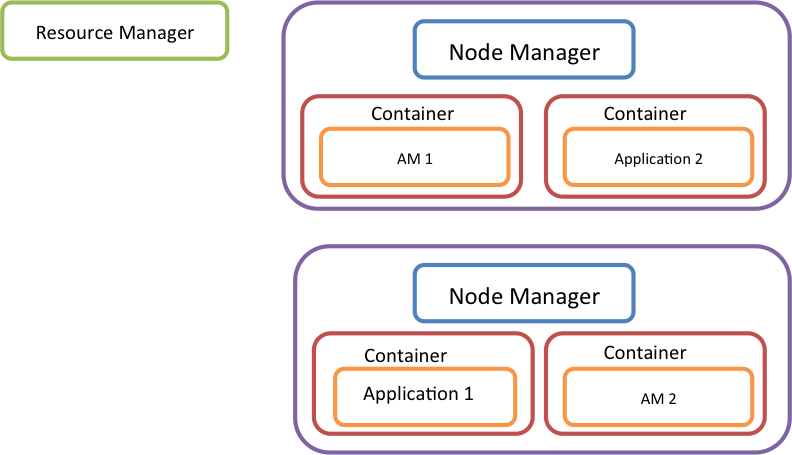 Resource Manager
Node Manager
Container
AM 1
Container
Application 2
Node Manager
Container
Application 1
Container
AM 2